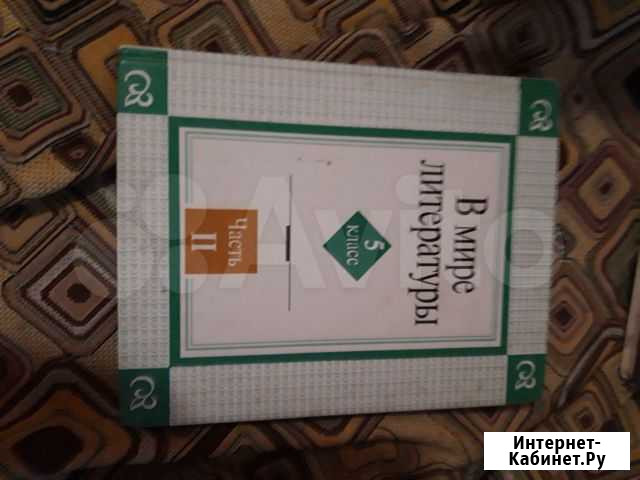 В мире
литературы
5
класс
Часть
II
Avito
Интернет-
Кабинет.Ру